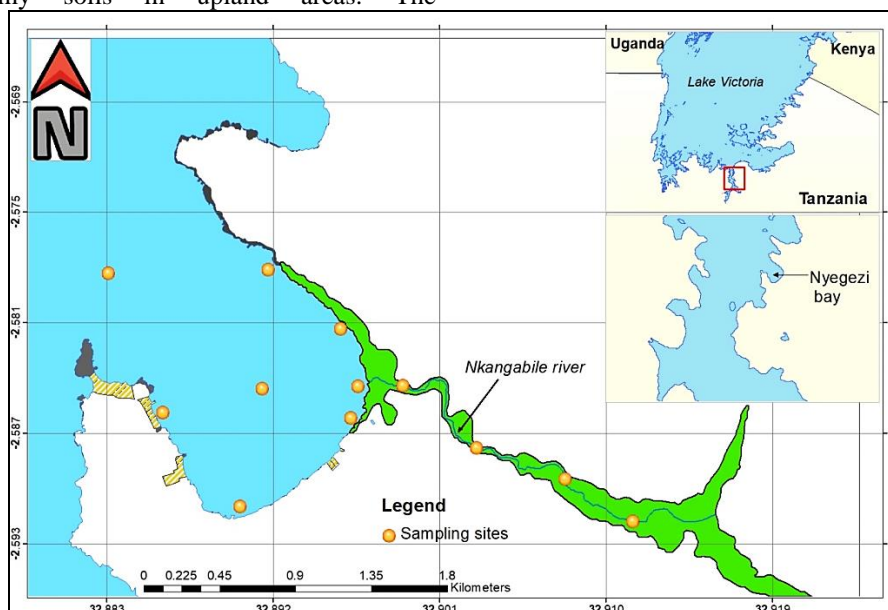 soils in upland areas. The
Uganda
Kenya
Lake Victoria
Tanzania
N
-2.569
-2.575
-2.581
-2.587
-2.593
Nyegezi
bay
Nkangabile river
Legend
Sampling sites
0 0.225 0.45 0.9 1.35 1.8
Kilometers
32.883 32.892 32.901 32.910 32.919